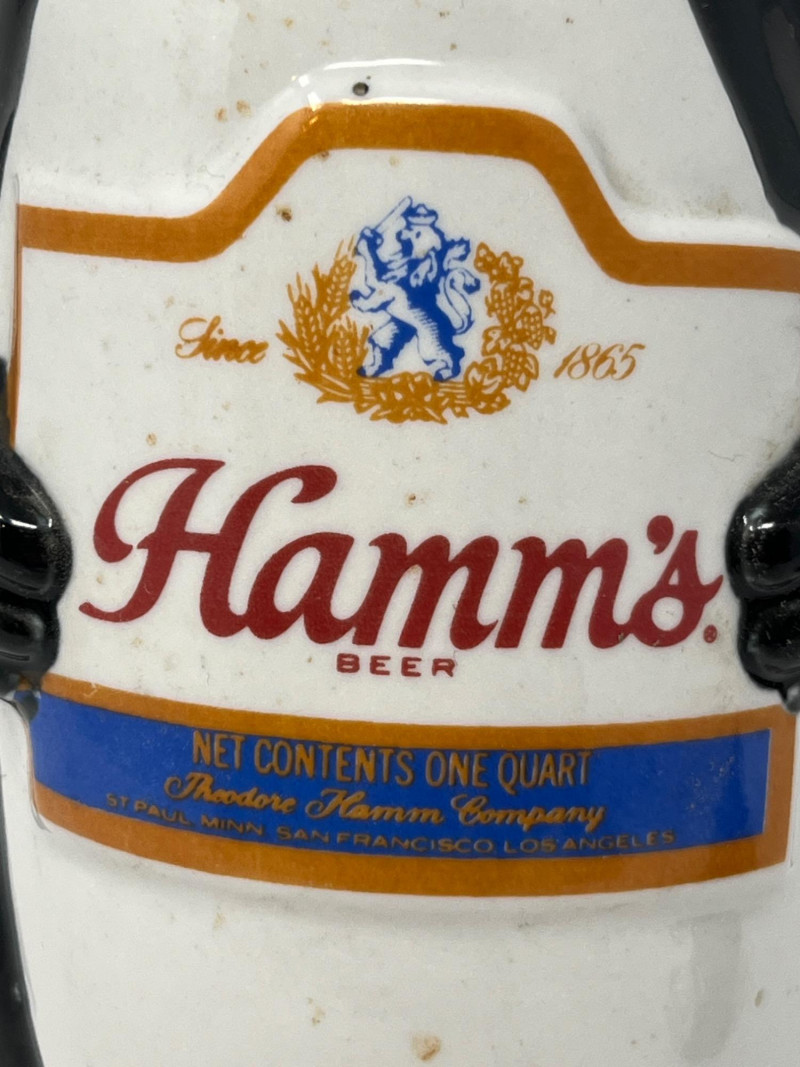 Since 1865
Hamm's®
BEER
NET CONTENTS ONE QUART
Theodore Hamm Company
ST PAUL, MINN. SAN FRANCISCO, LOS ANGELES